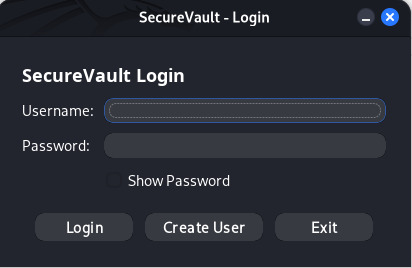 SecureVault - Login
SecureVault Login
Username:
Password:
Show Password
Login Create User Exit